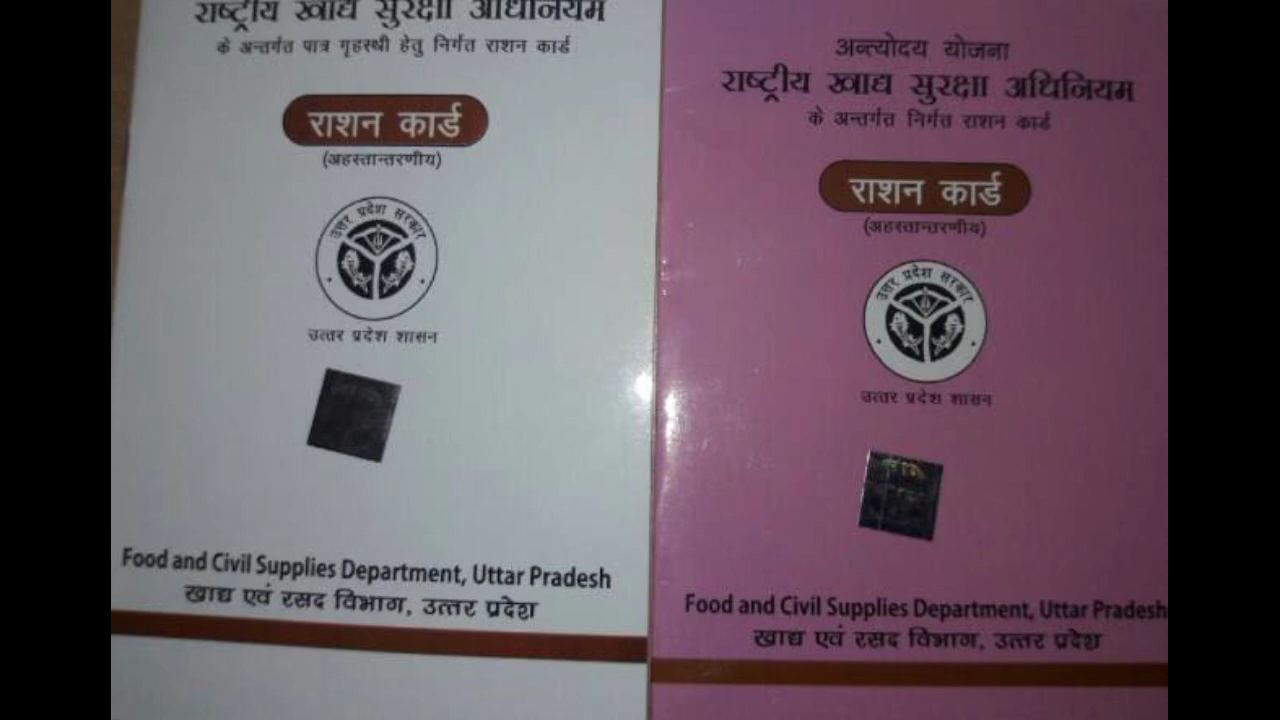 राष्ट्रीय खाद्य सुरक्षा अधिनियम
के अन्तर्गत पात्र गृहस्थी हेतु निर्गत राशन कार्ड
राशन कार्ड
(अहस्तान्तरणीय)
उत्तर प्रदेश सरकार
उत्तर प्रदेश शासन
Food and Civil Supplies Department, Uttar Pradesh
खाद्य एवं रसद विभाग, उत्तर प्रदेश
अन्त्योदय योजना
राष्ट्रीय खाद्य सुरक्षा अधिनियम
के अन्तर्गत निर्गत राशन कार्ड
राशन कार्ड
(अहस्तान्तरणीय)
उत्तर प्रदेश सरकार
उत्तर प्रदेश शासन
Food and Civil Supplies Department, Uttar Pradesh
खाद्य एवं रसद विभाग, उत्तर प्रदेश